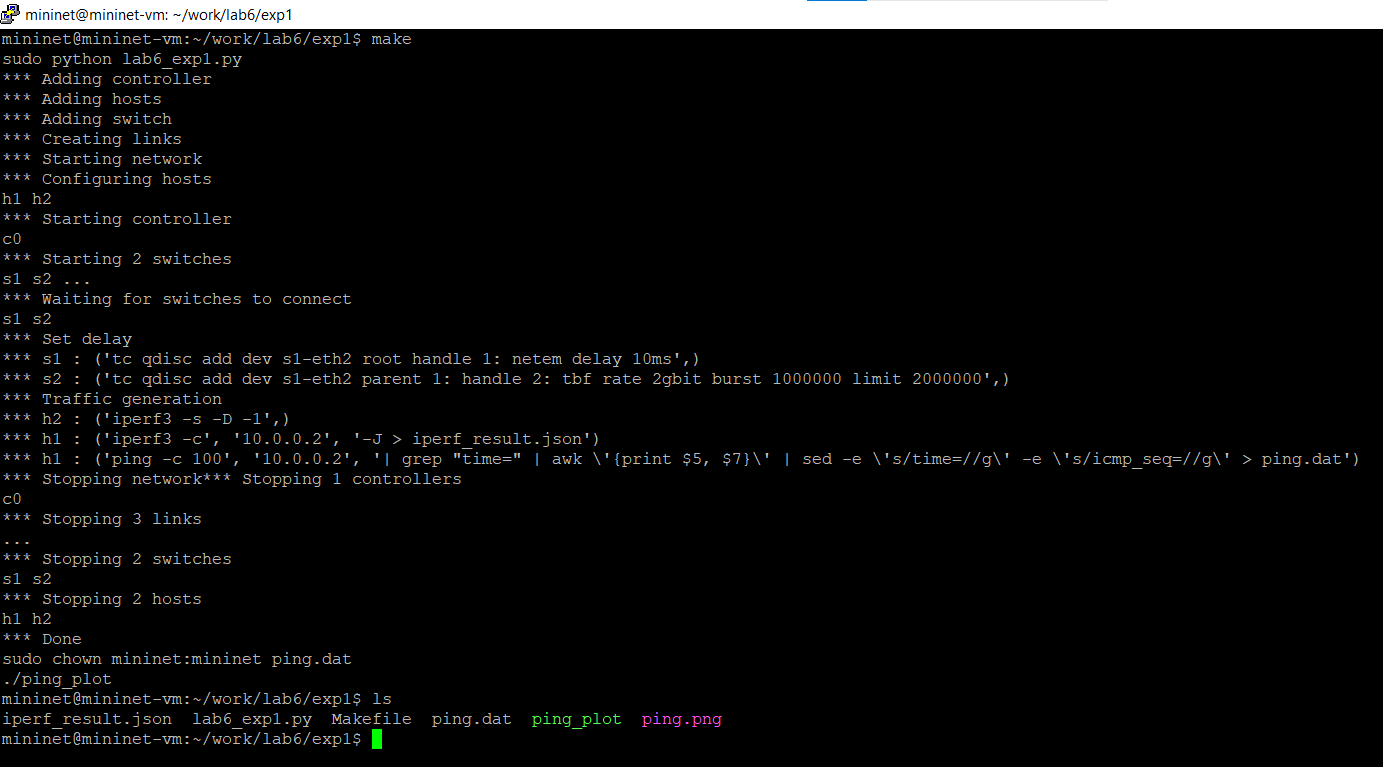 mininet@mininet-vm: ~/work/lab6/exp1
mininet@mininet-vm:~/work/lab6/exp1$ make
sudo python lab6_exp1.py
*** Adding controller
*** Adding hosts
*** Adding switch
*** Creating links
*** Starting network
*** Configuring hosts
h1 h2
*** Starting controller
c0
*** Starting 2 switches
s1 s2 ...
*** Waiting for switches to connect
s1 s2
*** Set delay
*** s1 : ('tc qdisc add dev s1-eth2 root handle 1: netem delay 10ms',)
*** s2 : ('tc qdisc add dev s1-eth2 parent 1: handle 2: tbf rate 2gbit burst 1000000 limit 2000000',)
*** Traffic generation
*** h2 : ('iperf3 -s -D -1',)
*** h1 : ('iperf3 -c', '10.0.0.2', '-J > iperf_result.json')
*** h1 : ('ping -c 100', '10.0.0.2', '| grep "time=" | awk \'{print $5, $7}\' | sed -e \'s/time=//g\' -e \'s/icmp_seq=//g\' > ping.dat')
*** Stopping network*** Stopping 1 controllers
c0
*** Stopping 3 links
...
*** Stopping 2 switches
s1 s2
*** Stopping 2 hosts
h1 h2
*** Done
sudo chown mininet:mininet ping.dat
./ping_plot
mininet@mininet-vm:~/work/lab6/exp1$ ls
iperf_result.json  lab6_exp1.py  Makefile  ping.dat  ping_plot  ping.png
mininet@mininet-vm:~/work/lab6/exp1$